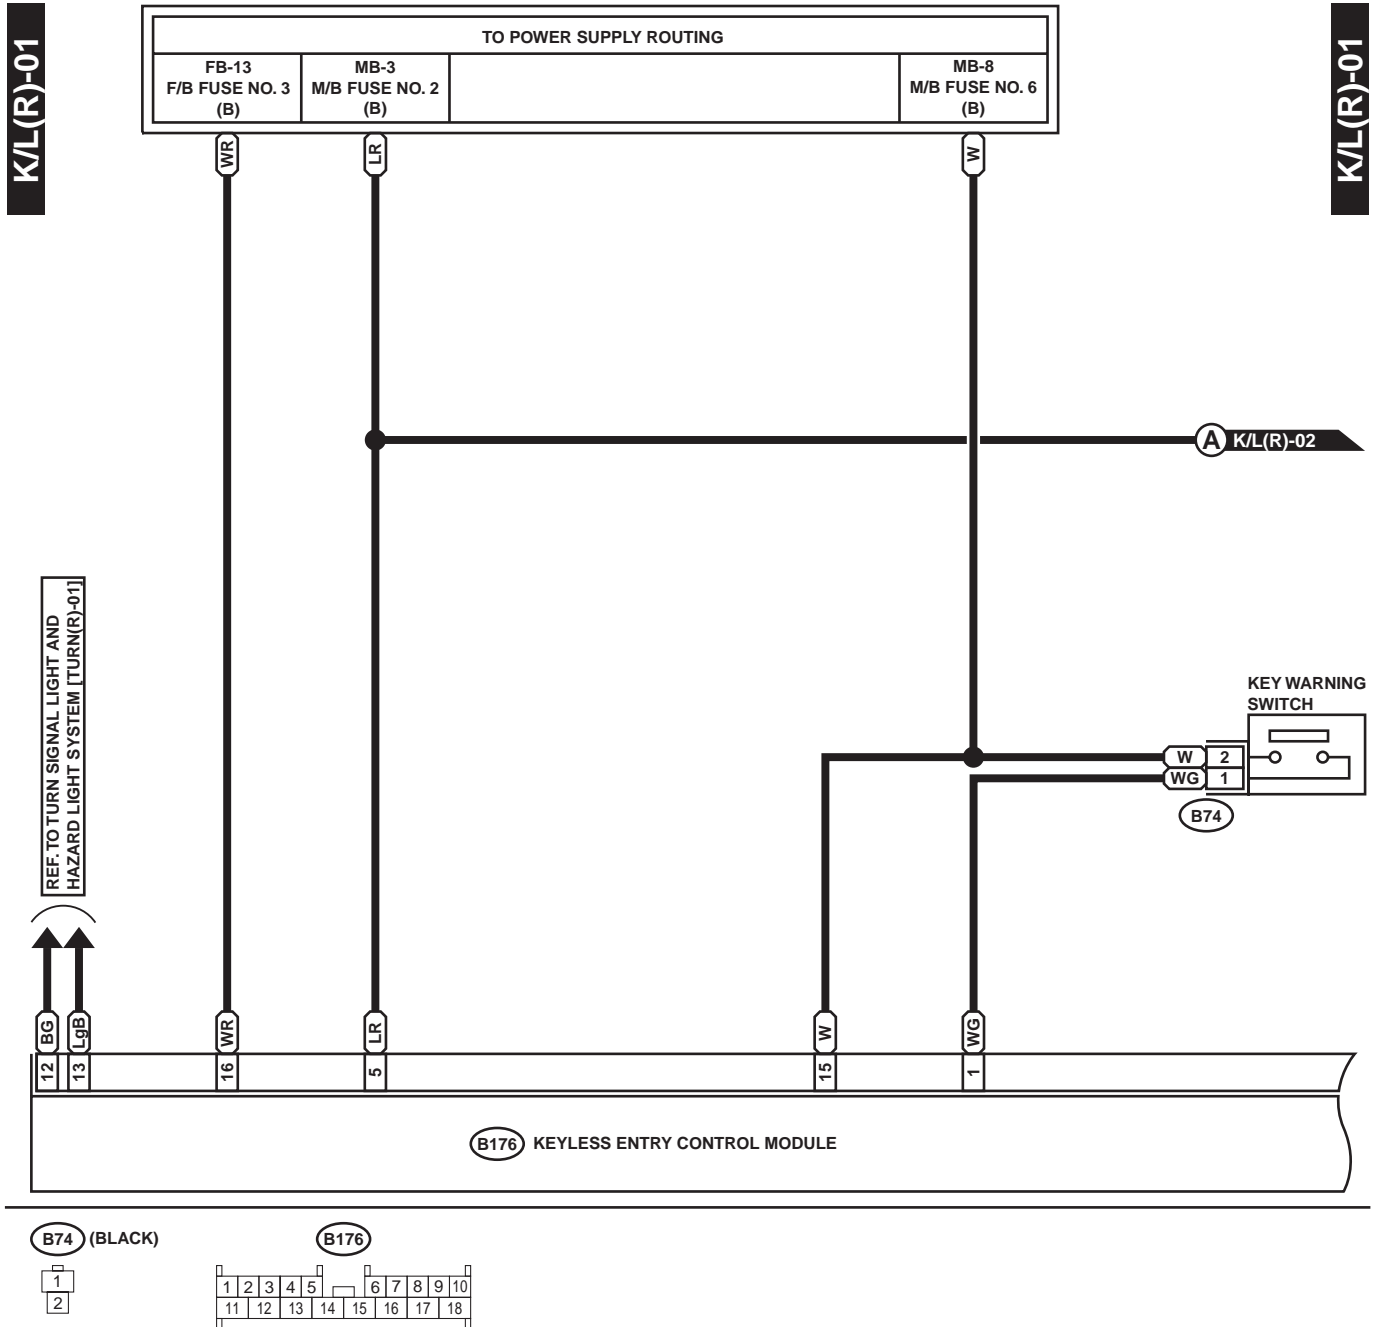 K/L(R)-01
K/L(R)-01
TO POWER SUPPLY ROUTING
FB-13
F/B FUSE NO. 3
(B)
MB-3
M/B FUSE NO. 2
(B)
MB-8
M/B FUSE NO. 6
(B)
WR
LR
W
A K/L(R)-02
REF. TO TURN SIGNAL LIGHT AND
HAZARD LIGHT SYSTEM [TURN(R)-01]
KEY WARNING
SWITCH
W 2
WG 1
B74
BG
LgB
WR
LR
W
WG
12
13
16
5
15
1
B176 KEYLESS ENTRY CONTROL MODULE
B74 (BLACK)
1
2
B176
1 2 3 4 5 6 7 8 9 10
11 12 13 14 15 16 17 18